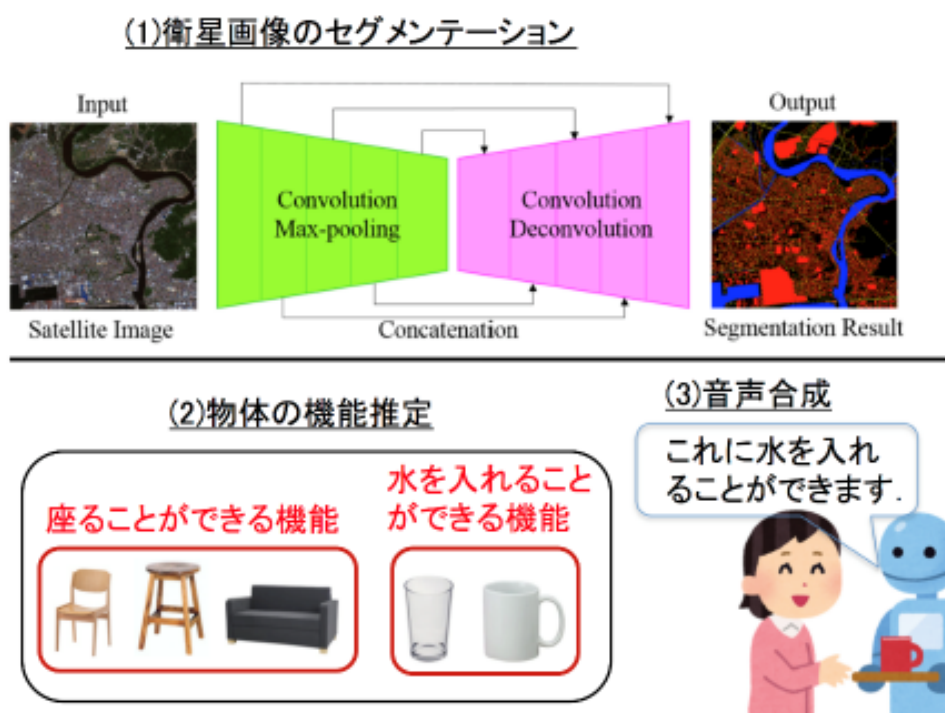 (1)衛星画像のセグメンテーション
Input
Output
Convolution
Max-pooling
Convolution
Deconvolution
Satellite Image
Concatenation
Segmentation Result
(2)物体の機能推定
座ることができる機能
水を入れること
ができる機能
(3)音声合成
これに水を入れ
ることができます.